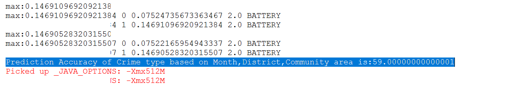 max:0.1469109692092138
max:0.14691096920921384 0 0.07524735673363467 2.0 BATTERY
4 1 0.14691096920921384 2.0 BATTERY
max:0.1469052832031550
max:0.14690528320315507 0 0.07522165954943337 2.0 BATTERY
7 1 0.14690528320315507 2.0 BATTERY
Prediction Accuracy of Crime type based on Month,District,Community area is:59.00000000000001
Picked up _JAVA_OPTIONS: -Xmx512M
S: -Xmx512M